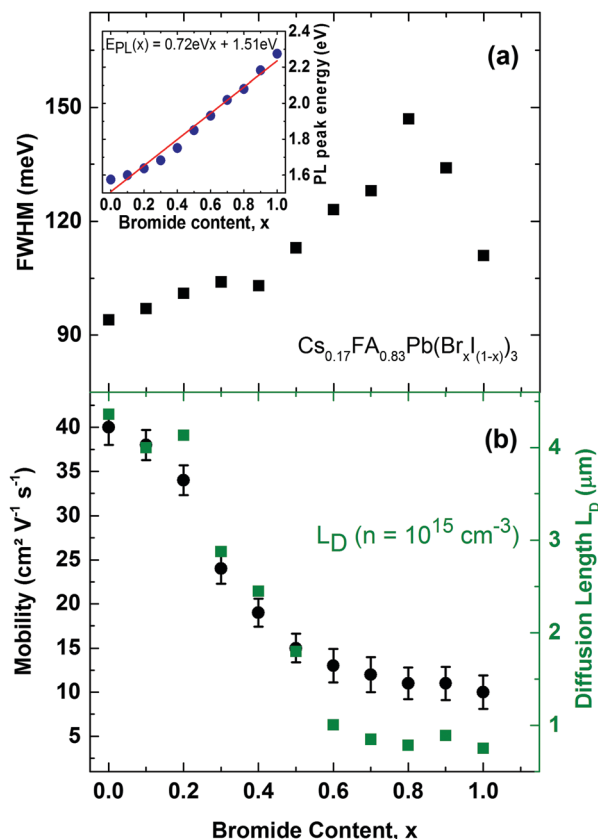 (a)
E_PL(x) = 0.72eVx + 1.51eV
2.4
2.2
2.0
1.8
1.6
PL peak energy (eV)
0.0 0.2 0.4 0.6 0.8 1.0
Bromide content, x
150
120
90
FWHM (meV)
Cs0.17FA0.83Pb(BrxI(1-x))3
(b)
40
35
30
25
20
15
10
5
Mobility (cm² V-1 s-1)
LD (n = 10^15 cm-3)
4
3
2
1
Diffusion Length LD (μm)
0.0 0.2 0.4 0.6 0.8 1.0
Bromide Content, x